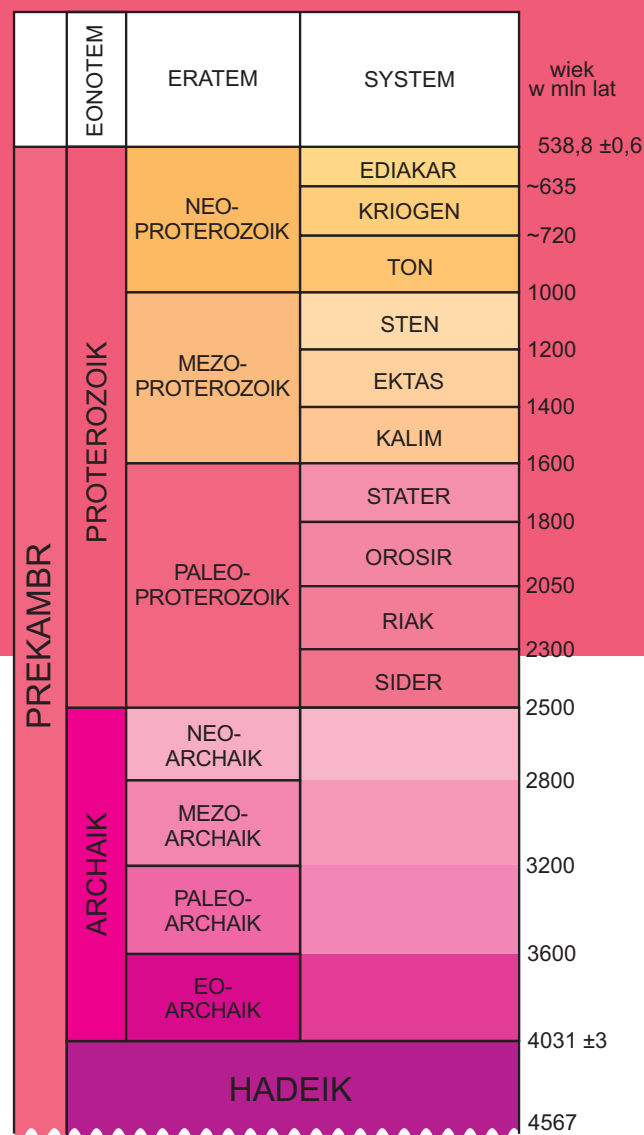 EONOTEM
ERATEM
SYSTEM
wiek
w mln lat
PREKAMBR
PROTEROZOIK
NEO-
PROTEROZOIK
EDIAKAR
KRIOGEN
TON
538,8 ±0,6
~635
~720
1000
MEZO-
PROTEROZOIK
STEN
EKTAS
KALIM
1200
1400
1600
PALEO-
PROTEROZOIK
STATER
OROSIR
RIAK
SIDER
1800
2050
2300
2500
ARCHAIK
NEO-
ARCHAIK
2800
MEZO-
ARCHAIK
3200
PALEO-
ARCHAIK
3600
EO-
ARCHAIK
4031 ±3
HADEIK
4567